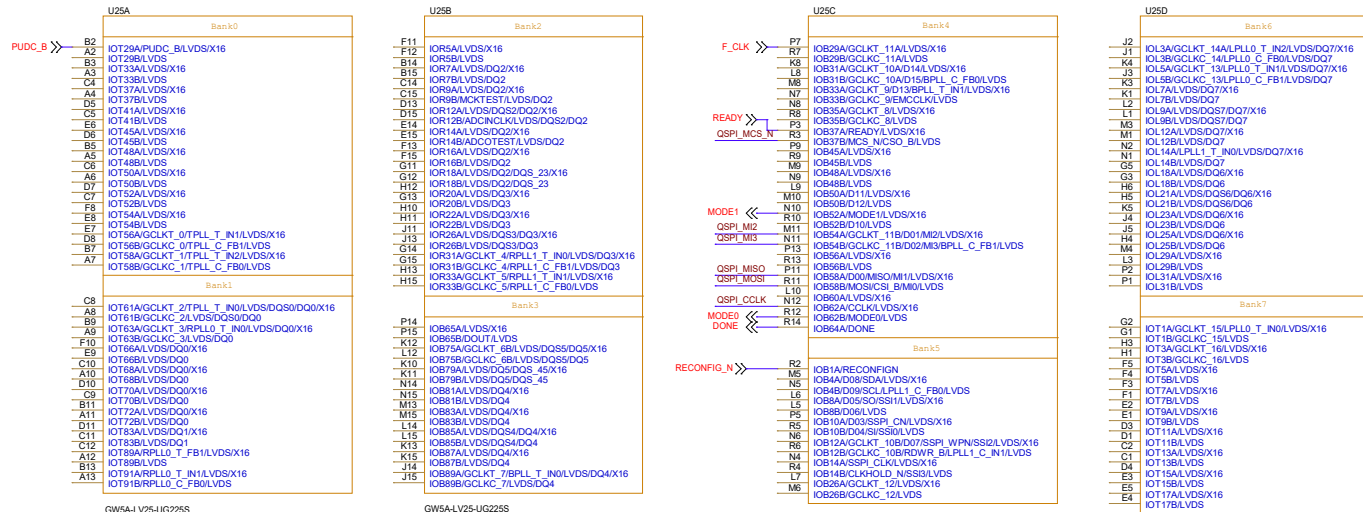 U25A
Bank0
PUDC_B B2 IOT29A/PUDC_B/LVDS/X16
A2 IOT29B/LVDS
B3 IOT33A/LVDS/X16
A3 IOT33B/LVDS
C4 IOT37A/LVDS/X16
A4 IOT37B/LVDS
D5 IOT41A/LVDS/X16
C5 IOT41B/LVDS
E6 IOT45A/LVDS/X16
D6 IOT45B/LVDS
B5 IOT48A/LVDS/X16
A5 IOT48B/LVDS
C6 IOT50A/LVDS/X16
A6 IOT50B/LVDS
D7 IOT52A/LVDS/X16
C7 IOT52B/LVDS
F8 IOT54A/LVDS/X16
E8 IOT54B/LVDS
E7 IOT56A/GCLKT_0/TPLL_T_IN1/LVDS/X16
D8 IOT56B/GCLKC_0/TPLL_C_FB1/LVDS
B7 IOT58A/GCLKT_1/TPLL_T_IN2/LVDS/X16
A7 IOT58B/GCLKC_1/TPLL_C_FB0/LVDS
Bank1
C8 IOT61A/GCLKT_2/TPLL_T_IN0/LVDS/DQS0/DQ0/X16
A8 IOT61B/GCLKC_2/LVDS/DQS0/DQ0
B9 IOT63A/GCLKT_3/RPLL0_T_IN0/LVDS/DQ0/X16
A9 IOT63B/GCLKC_3/LVDS/DQ0
F10 IOT66A/LVDS/DQ0/X16
E9 IOT66B/LVDS/DQ0
C10 IOT68A/LVDS/DQ0/X16
A10 IOT68B/LVDS/DQ0
D10 IOT70A/LVDS/DQ0/X16
C9 IOT70B/LVDS/DQ0
B11 IOT72A/LVDS/DQ0/X16
A11 IOT72B/LVDS/DQ0
D11 IOT83A/LVDS/DQ1/X16
C11 IOT83B/LVDS/DQ1
C12 IOT89A/RPLL0_T_FB1/LVDS/X16
A12 IOT89B/LVDS
B13 IOT91A/RPLL0_T_IN1/LVDS/X16
A13 IOT91B/RPLL0_C_FB0/LVDS
GW5A-LV25-UG225S
U25B
Bank2
F11 IOR5A/LVDS/X16
F12 IOR5B/LVDS
B14 IOR7A/LVDS/DQ2/X16
B15 IOR7B/LVDS/DQ2
C14 IOR9A/LVDS/DQ2/X16
C15 IOR9B/MCKTEST/LVDS/DQ2
D13 IOR12A/LVDS/DQS2/DQ2/X16
D15 IOR12B/ADCINCLK/LVDS/DQS2/DQ2
E14 IOR14A/LVDS/DQ2/X16
E15 IOR14B/ADCOTEST/LVDS/DQ2
F13 IOR16A/LVDS/DQ2/X16
F15 IOR16B/LVDS/DQ2
G11 IOR18A/LVDS/DQ2/DQS_23/X16
G12 IOR18B/LVDS/DQ2/DQS_23
H12 IOR20A/LVDS/DQ3/X16
G13 IOR20B/LVDS/DQ3
H10 IOR22A/LVDS/DQ3/X16
H11 IOR22B/LVDS/DQ3
J11 IOR26A/LVDS/DQS3/DQ3/X16
J13 IOR26B/LVDS/DQS3/DQ3
G14 IOR31A/GCLKT_4/RPLL1_T_IN0/LVDS/DQ3/X16
G15 IOR31B/GCLKC_4/RPLL1_C_FB1/LVDS/DQ3
H13 IOR33A/GCLKT_5/RPLL1_T_IN1/LVDS/X16
H15 IOR33B/GCLKC_5/RPLL1_C_FB0/LVDS
Bank3
P14 IOB65A/LVDS/X16
P15 IOB65B/DOUT/LVDS
K12 IOB75A/GCLKT_6B/LVDS/DQS5/DQ5/X16
L12 IOB75B/GCLKC_6B/LVDS/DQS5/DQ5
K10 IOB79A/LVDS/DQ5/DQS_45/X16
K11 IOB79B/LVDS/DQ5/DQS_45
N14 IOB81A/LVDS/DQ4/X16
N15 IOB81B/LVDS/DQ4
M13 IOB83A/LVDS/DQ4/X16
M15 IOB83B/LVDS/DQ4
L14 IOB85A/LVDS/DQS4/DQ4/X16
L15 IOB85B/LVDS/DQS4/DQ4
K13 IOB87A/LVDS/DQ4/X16
K15 IOB87B/LVDS/DQ4
J14 IOB89A/GCLKT_7/BPLL_T_IN0/LVDS/DQ4/X16
J15 IOB89B/GCLKC_7/LVDS/DQ4
GW5A-LV25-UG225S
U25C
Bank4
F_CLK P7 IOB29A/GCLKT_11A/LVDS/X16
R7 IOB29B/GCLKC_11A/LVDS
K8 IOB31A/GCLKT_10A/D14/LVDS/X16
L8 IOB31B/GCLKC_10A/D15/BPLL_C_FB0/LVDS
M8 IOB33A/GCLKT_9/D13/BPLL_T_IN1/LVDS/X16
N7 IOB33B/GCLKC_9/EMCCLK/LVDS
N8 IOB35A/GCLKT_8/LVDS/X16
R8 IOB35B/GCLKC_8/LVDS
READY P3 IOB37A/READY/LVDS/X16
QSPI_MCS_N R3 IOB37B/MCS_N/CSO_B/LVDS
P9 IOB45A/LVDS/X16
R9 IOB45B/LVDS
M9 IOB48A/LVDS/X16
N9 IOB48B/LVDS
L9 IOB50A/D11/LVDS/X16
M10 IOB50B/D12/LVDS
MODE1 N10 IOB52A/MODE1/LVDS/X16
R10 IOB52B/D10/LVDS
QSPI_MI2 M11 IOB54A/GCLKT_11B/D01/MI2/LVDS/X16
QSPI_MI3 N11 IOB54B/GCLKC_11B/D02/MI3/BPLL_C_FB1/LVDS
P13 IOB56A/LVDS/X16
R13 IOB56B/LVDS
QSPI_MISO P11 IOB58A/D00/MISO/MI1/LVDS/X16
QSPI_MOSI R11 IOB58B/MOSI/CSI_B/MI0/LVDS
L10 IOB60A/LVDS/X16
QSPI_CCLK N12 IOB62A/CCLK/LVDS/X16
MODE0 R12 IOB62B/MODE0/LVDS
DONE R14 IOB64A/DONE
Bank5
RECONFIG_N R2 IOB1A/RECONFIGN
M5 IOB4A/D08/SDA/LVDS/X16
N5 IOB4B/D09/SCL/LPLL1_C_FB0/LVDS
L6 IOB8A/D05/SO/SSI1/LVDS/X16
L5 IOB8B/D06/LVDS
P5 IOB10A/D03/SSPI_CN/LVDS/X16
R5 IOB10B/D04/SI/SSI0/LVDS
N6 IOB12A/GCLKT_10B/D07/SSPI_WPN/SSI2/LVDS/X16
R6 IOB12B/GCLKC_10B/RDWR_B/LPLL1_C_IN1/LVDS
N4 IOB14A/SSPI_CLK/LVDS/X16
R4 IOB14B/CLKHOLD_N/SSI3/LVDS
L7 IOB26A/GCLKT_12/LVDS/X16
M6 IOB26B/GCLKC_12/LVDS
U25D
Bank6
J2 IOL3A/GCLKT_14A/LPLL0_T_IN2/LVDS/DQ7/X16
J1 IOL3B/GCLKC_14/LPLL0_C_FB0/LVDS/DQ7
K4 IOL5A/GCLKT_13/LPLL0_T_IN1/LVDS/DQ7/X16
J3 IOL5B/GCLKC_13/LPLL0_C_FB1/LVDS/DQ7
K3 IOL7A/LVDS/DQ7/X16
K1 IOL7B/LVDS/DQ7
L2 IOL9A/LVDS/DQS7/DQ7/X16
L1 IOL9B/LVDS/DQS7/DQ7
M3 IOL12A/LVDS/DQ7/X16
M1 IOL12B/LVDS/DQ7
N2 IOL14A/LPLL1_T_IN0/LVDS/DQ7/X16
N1 IOL14B/LVDS/DQ7
G5 IOL18A/LVDS/DQ6/X16
G3 IOL18B/LVDS/DQ6
H6 IOL21A/LVDS/DQS6/DQ6/X16
H5 IOL21B/LVDS/DQS6/DQ6
K5 IOL23A/LVDS/DQ6/X16
J4 IOL23B/LVDS/DQ6
J5 IOL25A/LVDS/DQ6/X16
H4 IOL25B/LVDS/DQ6
M4 IOL29A/LVDS/X16
L3 IOL29B/LVDS
P2 IOL31A/LVDS/X16
P1 IOL31B/LVDS
Bank7
G2 IOT1A/GCLKT_15/LPLL0_T_IN0/LVDS/X16
G1 IOT1B/GCLKC_15/LVDS
H3 IOT3A/GCLKT_16/LVDS/X16
H1 IOT3B/GCLKC_16/LVDS
F5 IOT5A/LVDS/X16
F4 IOT5B/LVDS
F3 IOT7A/LVDS/X16
F1 IOT7B/LVDS
E2 IOT9A/LVDS/X16
E1 IOT9B/LVDS
D3 IOT11A/LVDS/X16
D1 IOT11B/LVDS
C2 IOT13A/LVDS/X16
C1 IOT13B/LVDS
D4 IOT15A/LVDS/X16
E3 IOT15B/LVDS
E5 IOT17A/LVDS/X16
E4 IOT17B/LVDS